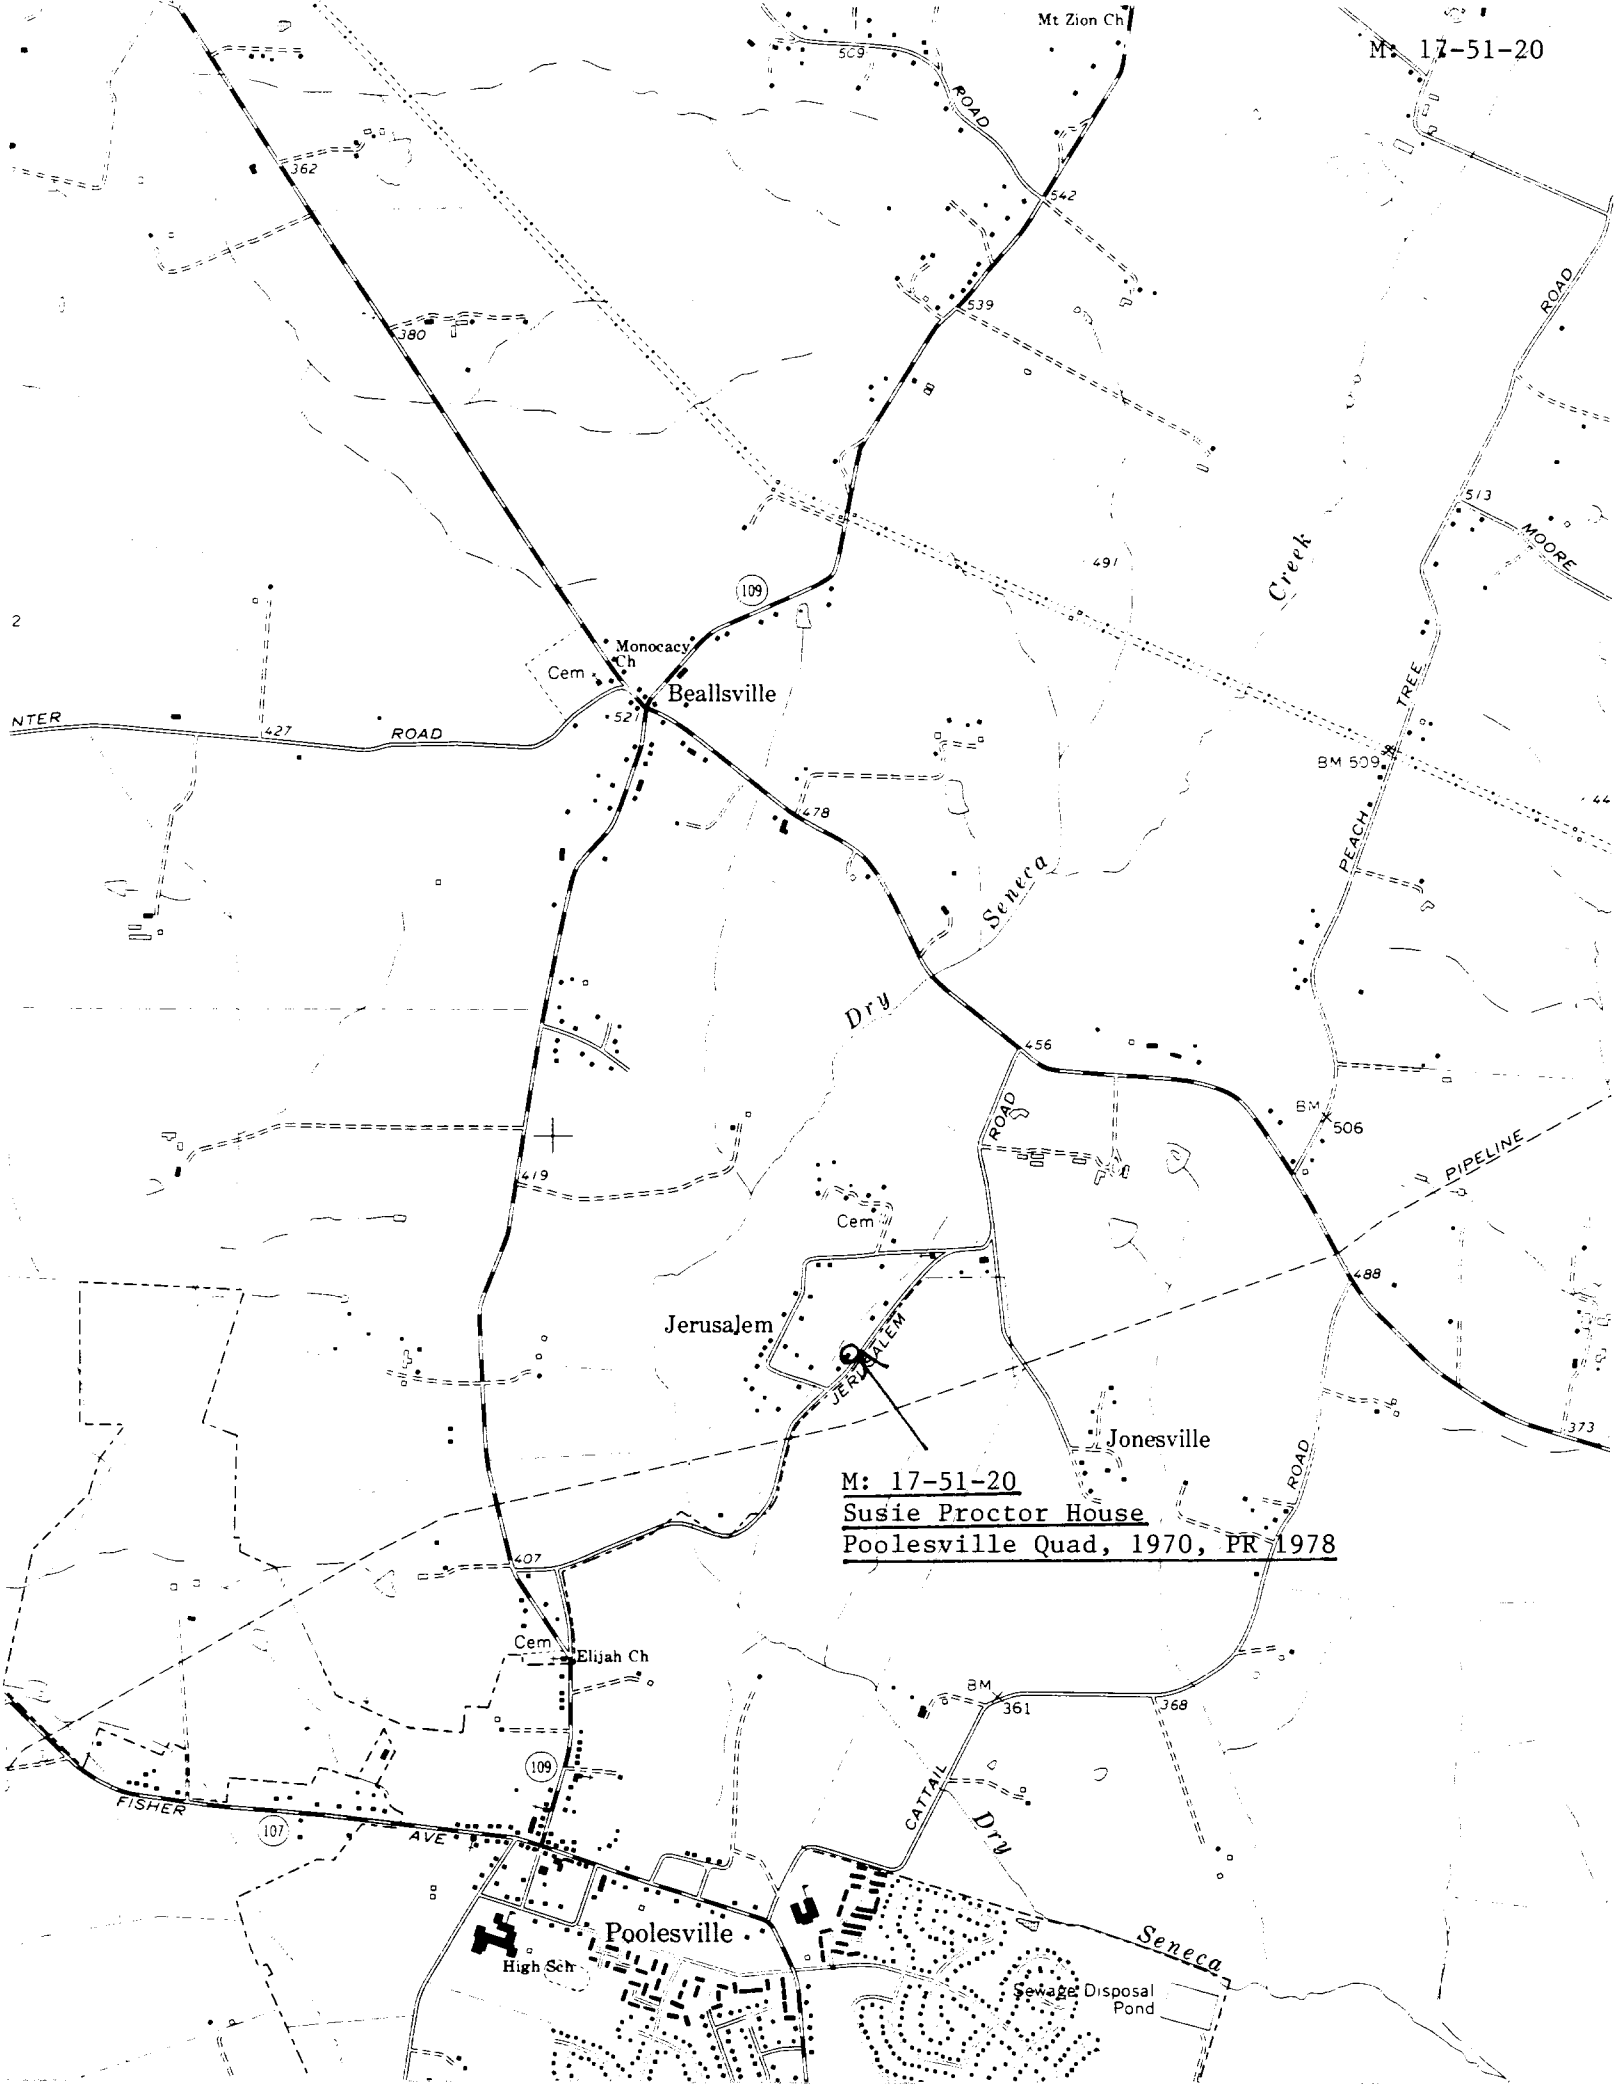 Mt Zion Ch
M: 17-51-20
509
ROAD
362
542
539
380
ROAD
513
MOORE
491
Creek
109
2
Monocacy
Ch
Cem
Beallsville
521
NTER
427
ROAD
TREE
BM 509
44
478
PEACH
Seneca
Dry
456
ROAD
BM
506
PIPELINE
419
Cem
488
Jerusalem
JERUSALEM
373
Jonesville
ROAD
M: 17-51-20
Susie Proctor House
Poolesville Quad, 1970, PR 1978
407
Cem
Elijah Ch
BM
361
368
109
CATTAIL
FISHER
107
AVE
Dry
Poolesville
Seneca
High Sch
Sewage Disposal
Pond